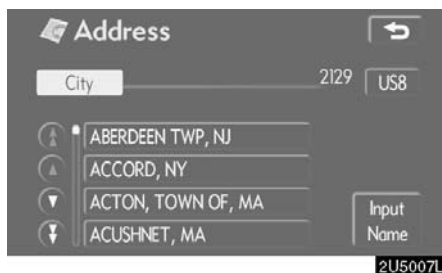 Address
City
2129 US8
ABERDEEN TWP, NJ
ACCORD, NY
ACTON, TOWN OF, MA
ACUSHNET, MA
Input
Name
2U5007L